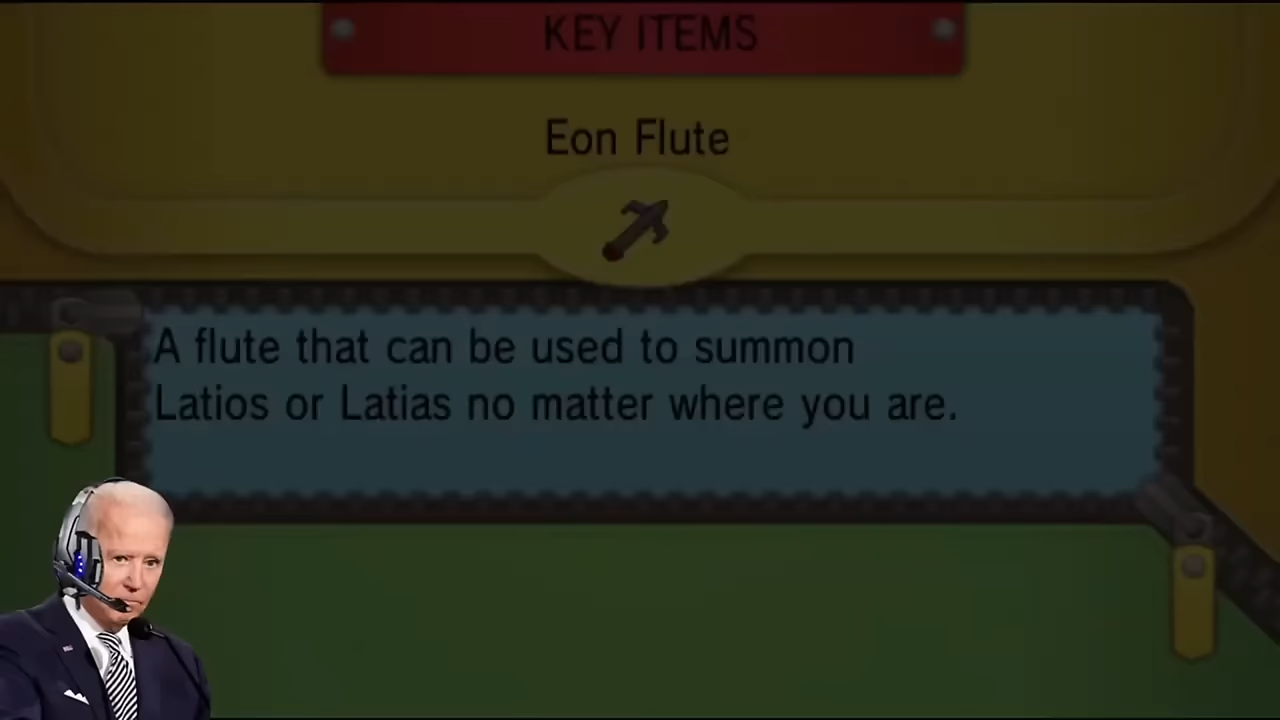 KEY ITEMS
Eon Flute
A flute that can be used to summon
Latios or Latias no matter where you are.